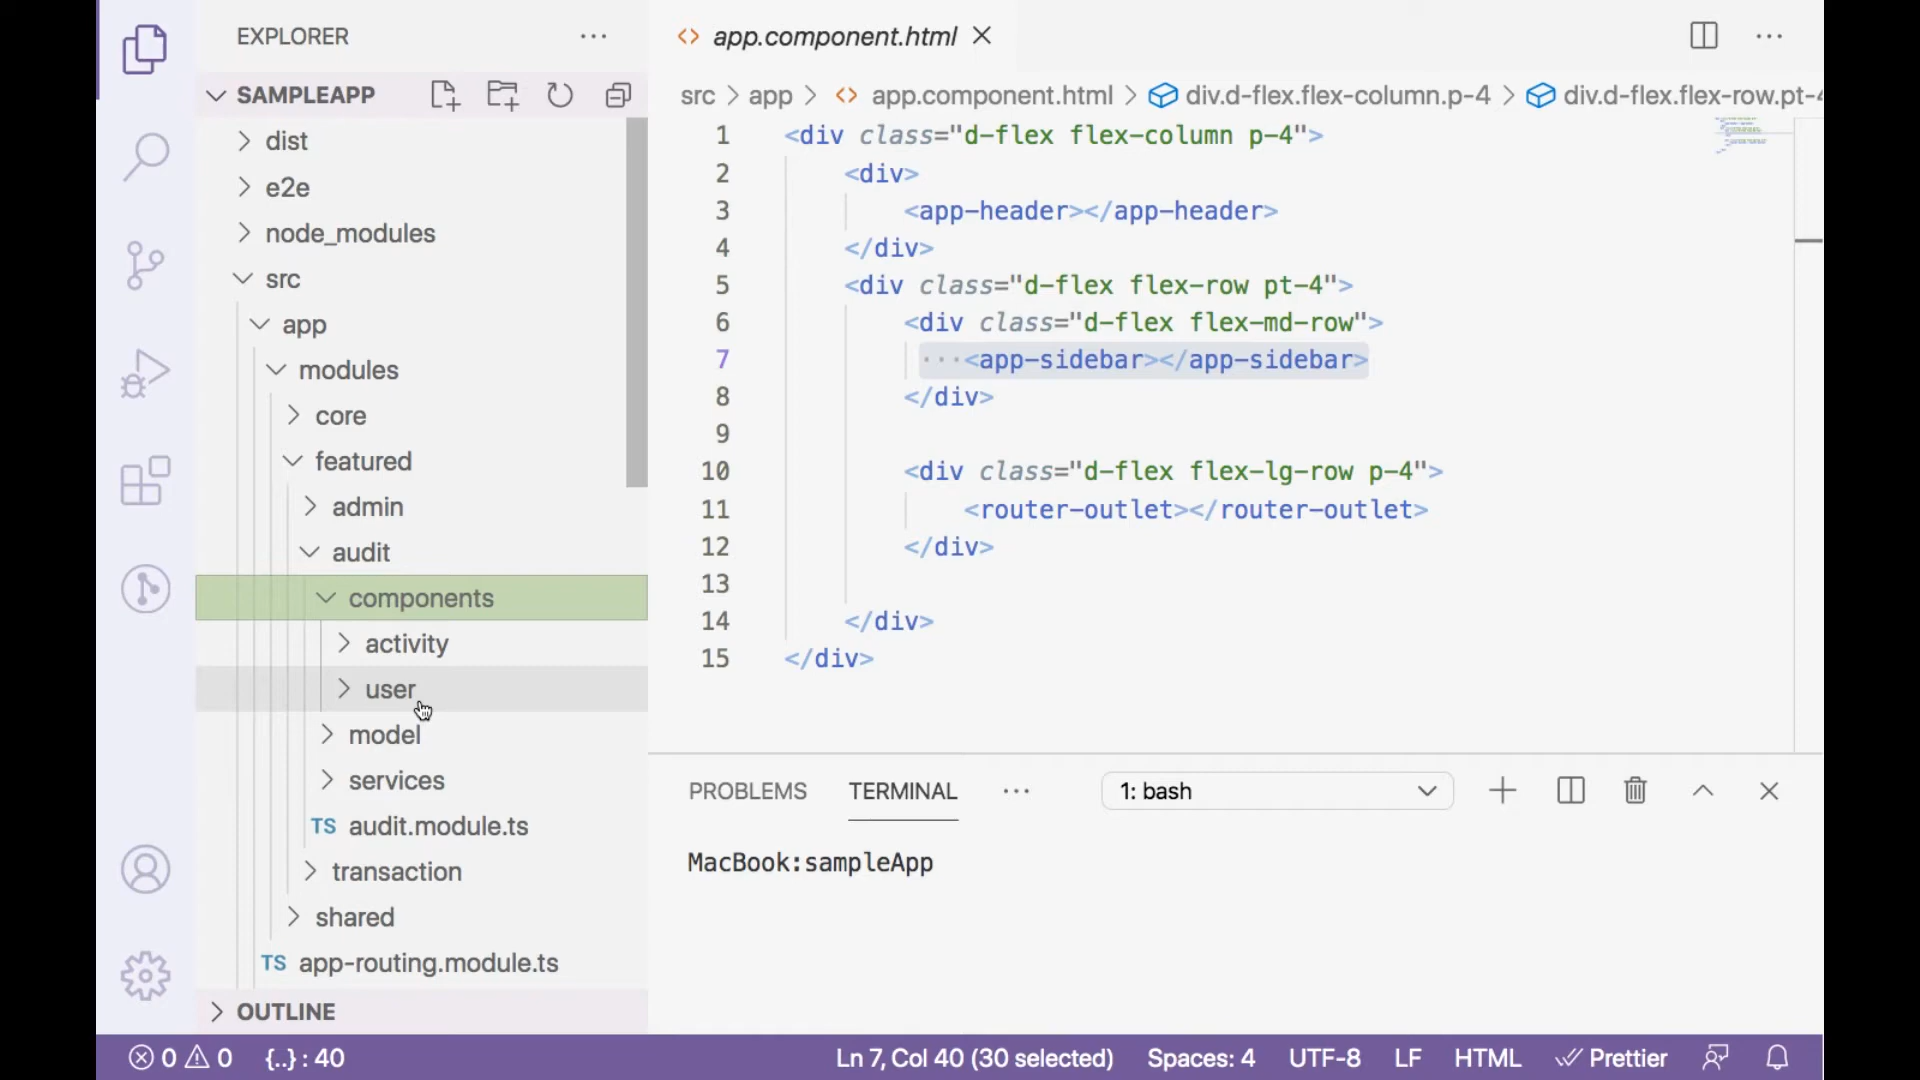 EXPLORER
SAMPLEAPP
dist
e2e
node_modules
src
app
modules
core
featured
admin
audit
components
activity
user
model
services
TS audit.module.ts
transaction
shared
TS app-routing.module.ts
OUTLINE
<> app.component.html
src > app > <> app.component.html > div.d-flex.flex-column.p-4 > div.d-flex.flex-row.pt-4
1 <div class="d-flex flex-column p-4">
2 <div>
3 <app-header></app-header>
4 </div>
5 <div class="d-flex flex-row pt-4">
6 <div class="d-flex flex-md-row">
7 ···<app-sidebar></app-sidebar>
8 </div>
9
10 <div class="d-flex flex-lg-row p-4">
11 <router-outlet></router-outlet>
12 </div>
13
14 </div>
15 </div>
PROBLEMS TERMINAL ··· 1: bash
MacBook:sampleApp
0 0 {..} : 40 Ln 7, Col 40 (30 selected) Spaces: 4 UTF-8 LF HTML Prettier